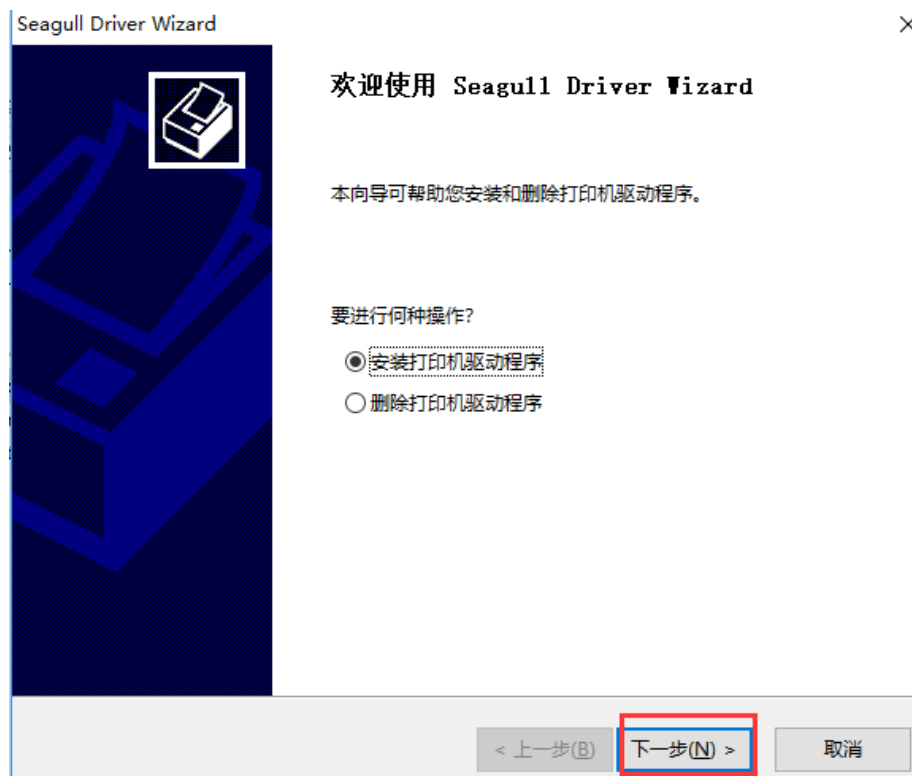 Seagull Driver Wizard
欢迎使用 Seagull Driver Wizard
本向导可帮助您安装和删除打印机驱动程序。
要进行何种操作?
安装打印机驱动程序
删除打印机驱动程序
< 上一步(B) 下一步(N) > 取消